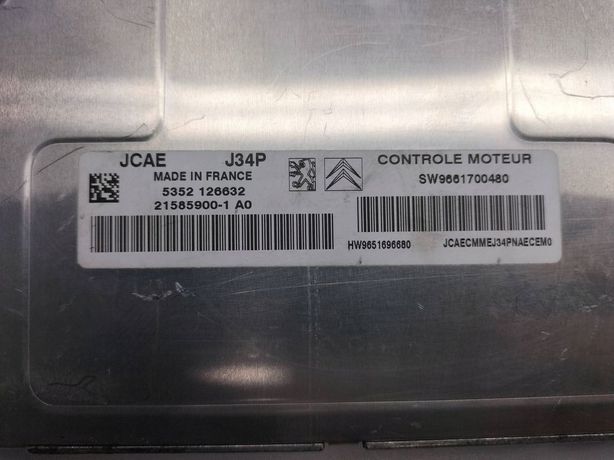 JCAE J34P
MADE IN FRANCE
5352 126632
21585900-1 A0
CONTROLE MOTEUR
SW9661700480
HW9651696680 JCAECMMEJ34PNAECEM0